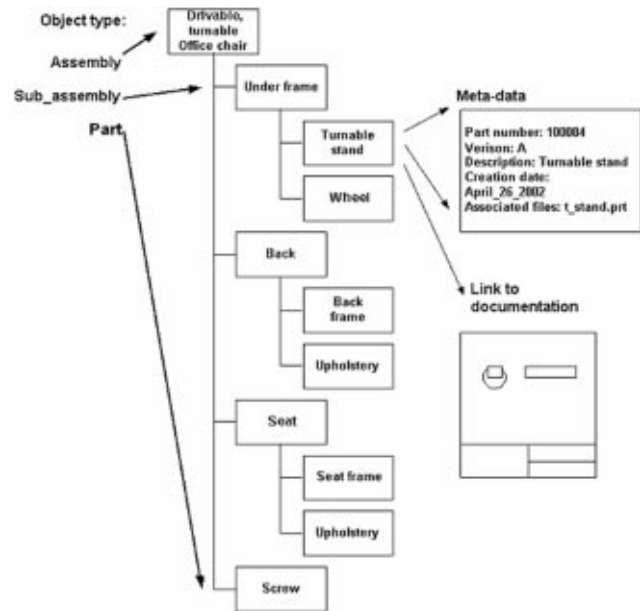 Object type:
Drivable,
turnable
Office chair
Assembly
Sub_assembly
Part
Under frame
Turnable
stand
Wheel
Back
Back
frame
Upholstery
Seat
Seat frame
Upholstery
Screw
Meta-data
Part number: 100084
Verison: A
Description: Turnable stand
Creation date:
April_26_2002
Associated files: t_stand.prt
Link to
documentation